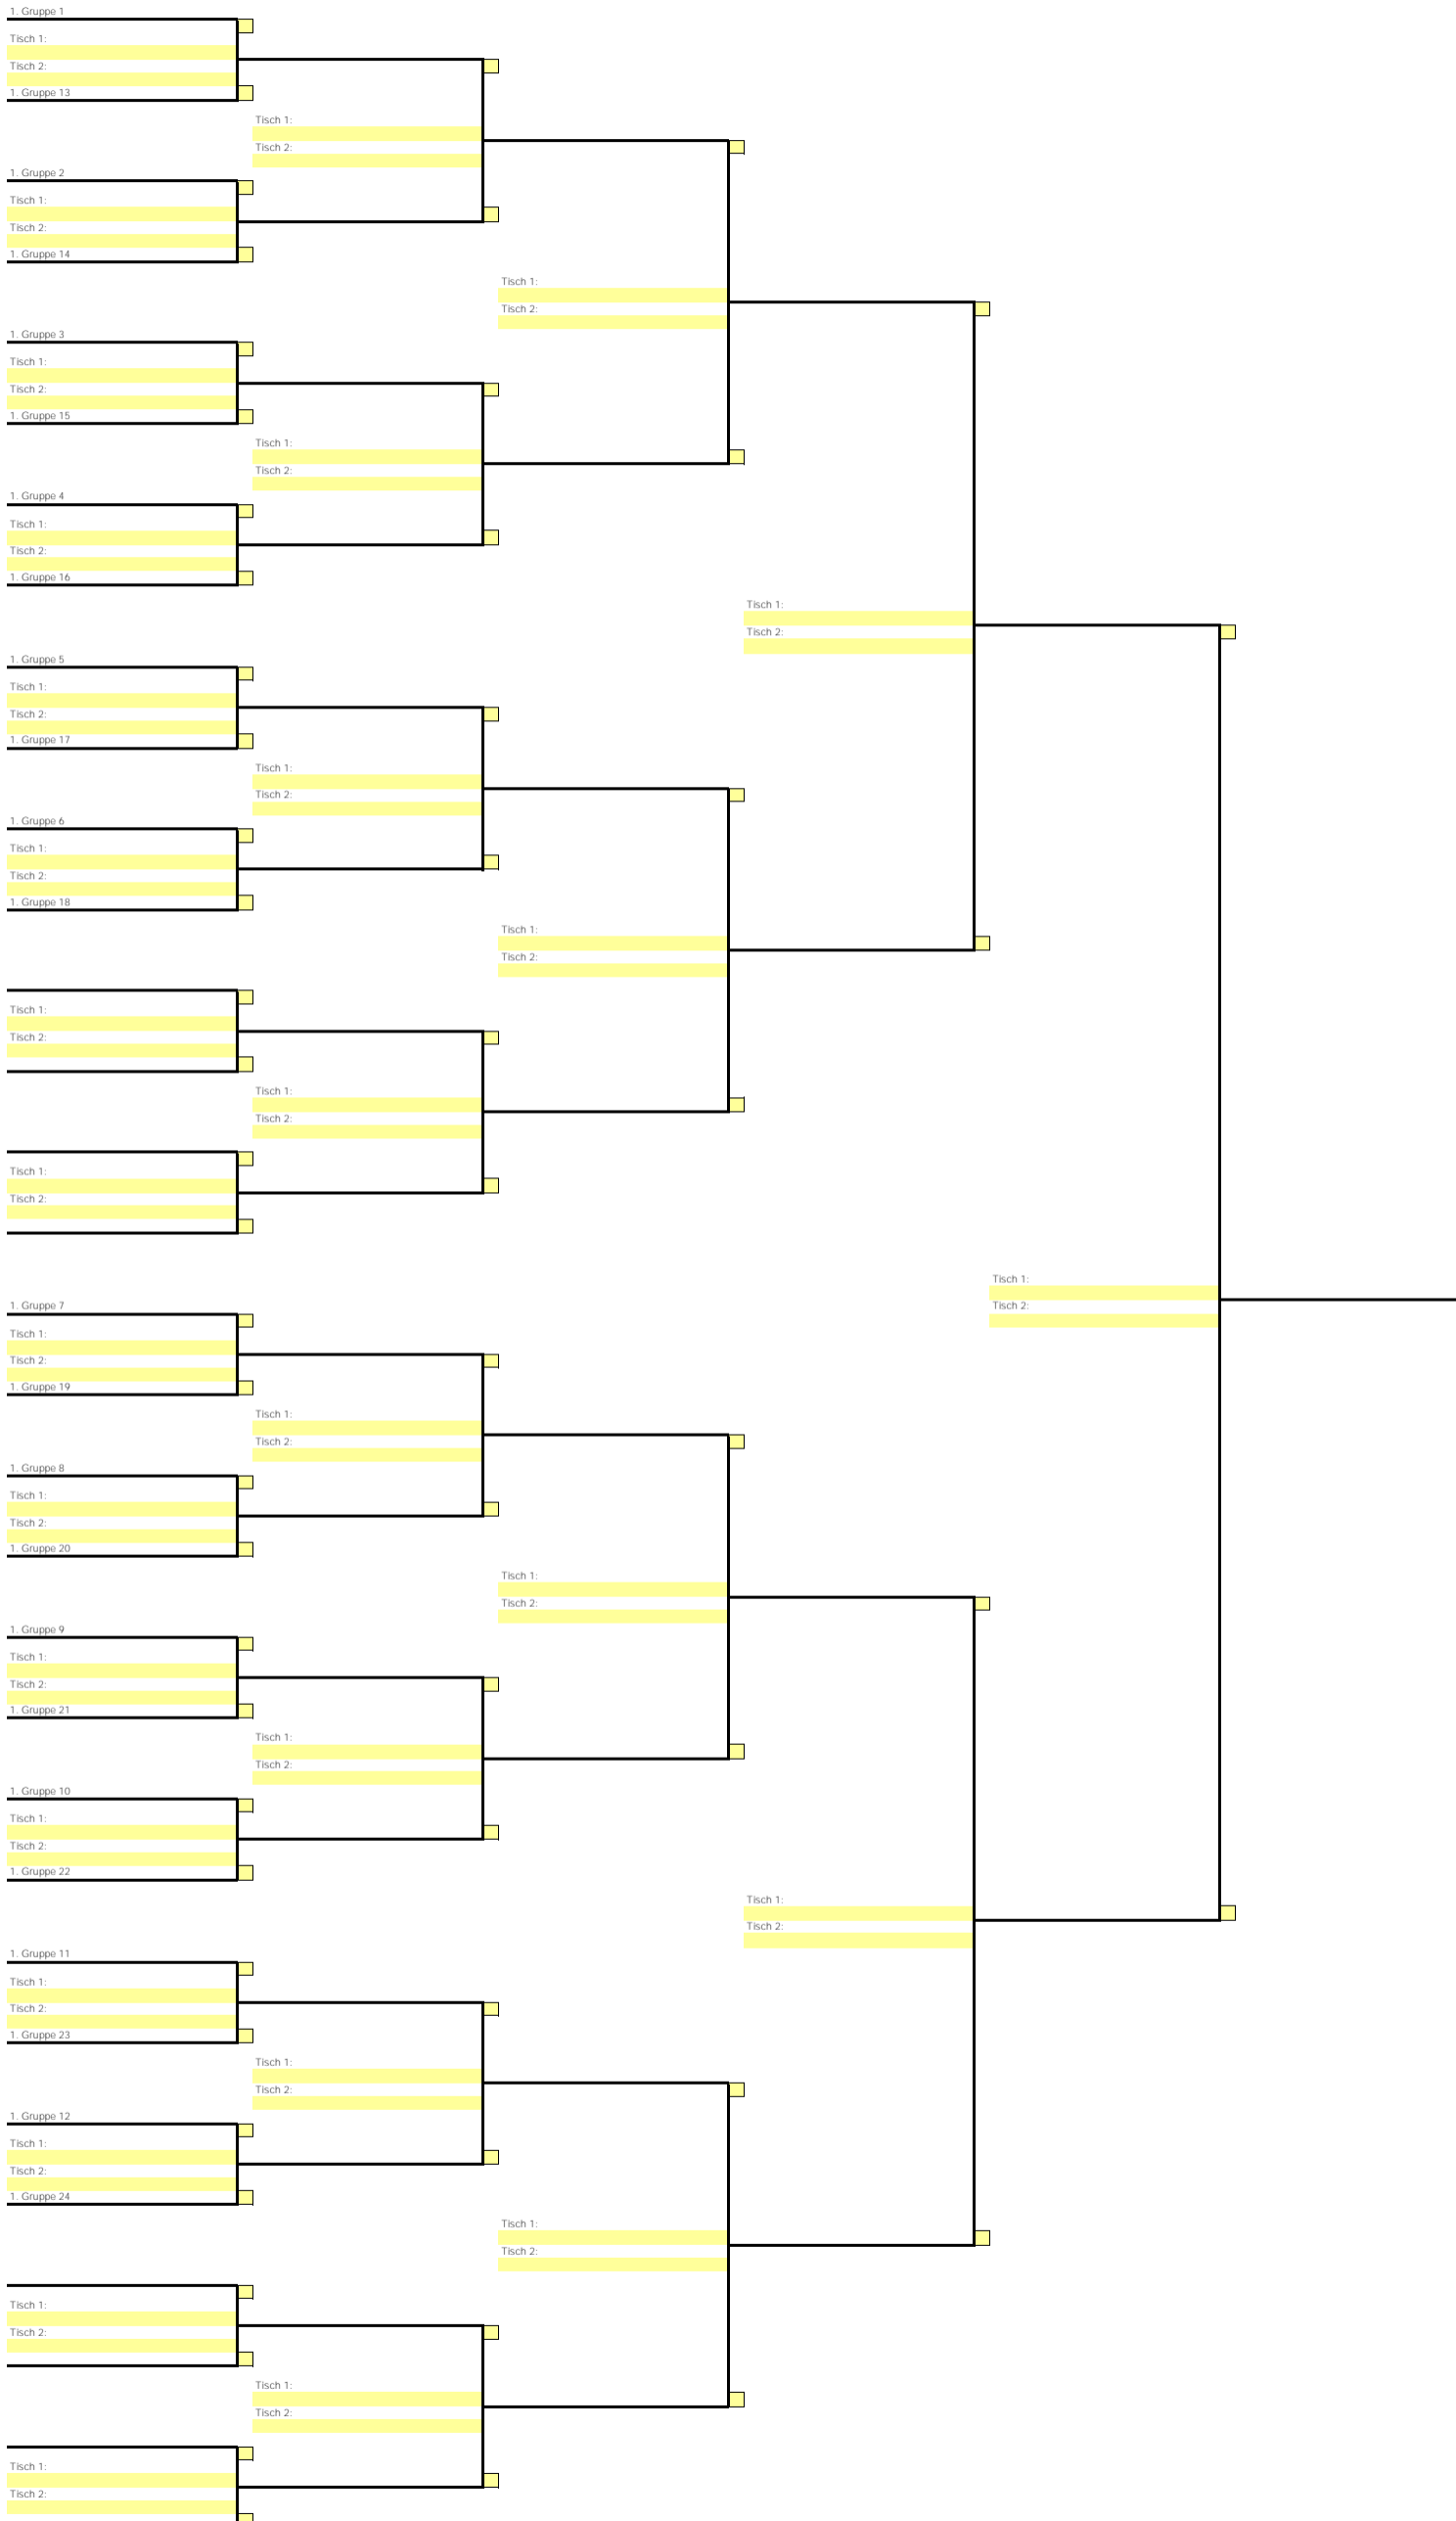 1. Gruppe 1
Tisch 1:
Tisch 2:
1. Gruppe 13
Tisch 1:
Tisch 2:
1. Gruppe 2
Tisch 1:
Tisch 2:
1. Gruppe 14
Tisch 1:
Tisch 2:
1. Gruppe 3
Tisch 1:
Tisch 2:
1. Gruppe 15
Tisch 1:
Tisch 2:
1. Gruppe 4
Tisch 1:
Tisch 2:
1. Gruppe 16
Tisch 1:
Tisch 2:
1. Gruppe 5
Tisch 1:
Tisch 2:
1. Gruppe 17
Tisch 1:
Tisch 2:
1. Gruppe 6
Tisch 1:
Tisch 2:
1. Gruppe 18
Tisch 1:
Tisch 2:
Tisch 1:
Tisch 2:
Tisch 1:
Tisch 2:
Tisch 1:
Tisch 2:
Tisch 1:
Tisch 2:
1. Gruppe 7
Tisch 1:
Tisch 2:
1. Gruppe 19
Tisch 1:
Tisch 2:
1. Gruppe 8
Tisch 1:
Tisch 2:
1. Gruppe 20
Tisch 1:
Tisch 2:
1. Gruppe 9
Tisch 1:
Tisch 2:
1. Gruppe 21
Tisch 1:
Tisch 2:
1. Gruppe 10
Tisch 1:
Tisch 2:
1. Gruppe 22
Tisch 1:
Tisch 2:
1. Gruppe 11
Tisch 1:
Tisch 2:
1. Gruppe 23
Tisch 1:
Tisch 2:
1. Gruppe 12
Tisch 1:
Tisch 2:
1. Gruppe 24
Tisch 1:
Tisch 2:
Tisch 1:
Tisch 2:
Tisch 1:
Tisch 2:
Tisch 1:
Tisch 2: